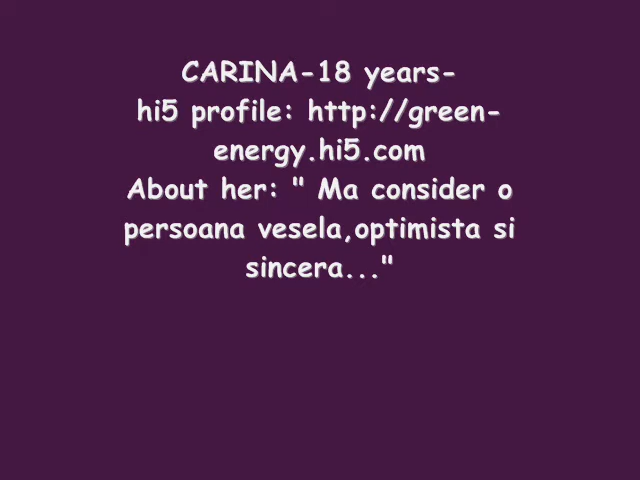 CARINA-18 years-
hi5 profile: http://green-
energy.hi5.com
About her: " Ma consider o
persoana vesela,optimista si
sincera..."